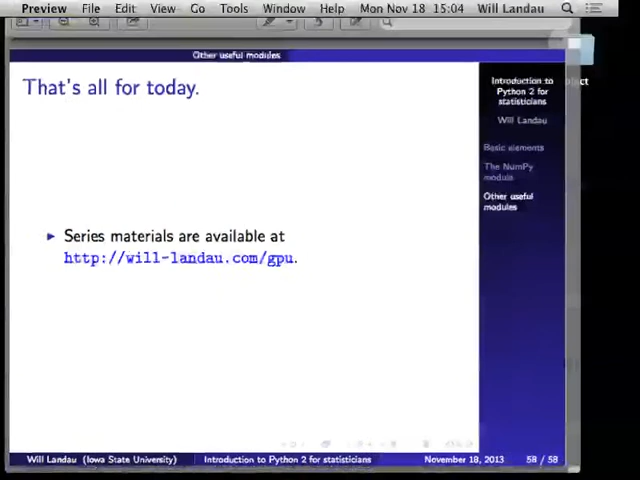 Preview File Edit View Go Tools Window Help Mon Nov 18 15:04 Will Landau
Other useful modules
That's all for today.
► Series materials are available at
http://will-landau.com/gpu.
Introduction to
Python 2 for
statisticians
Will Landau
Basic elements
The NumPy
module
Other useful
modules
Will Landau (Iowa State University) Introduction to Python 2 for statisticians November 18, 2013 58 / 58